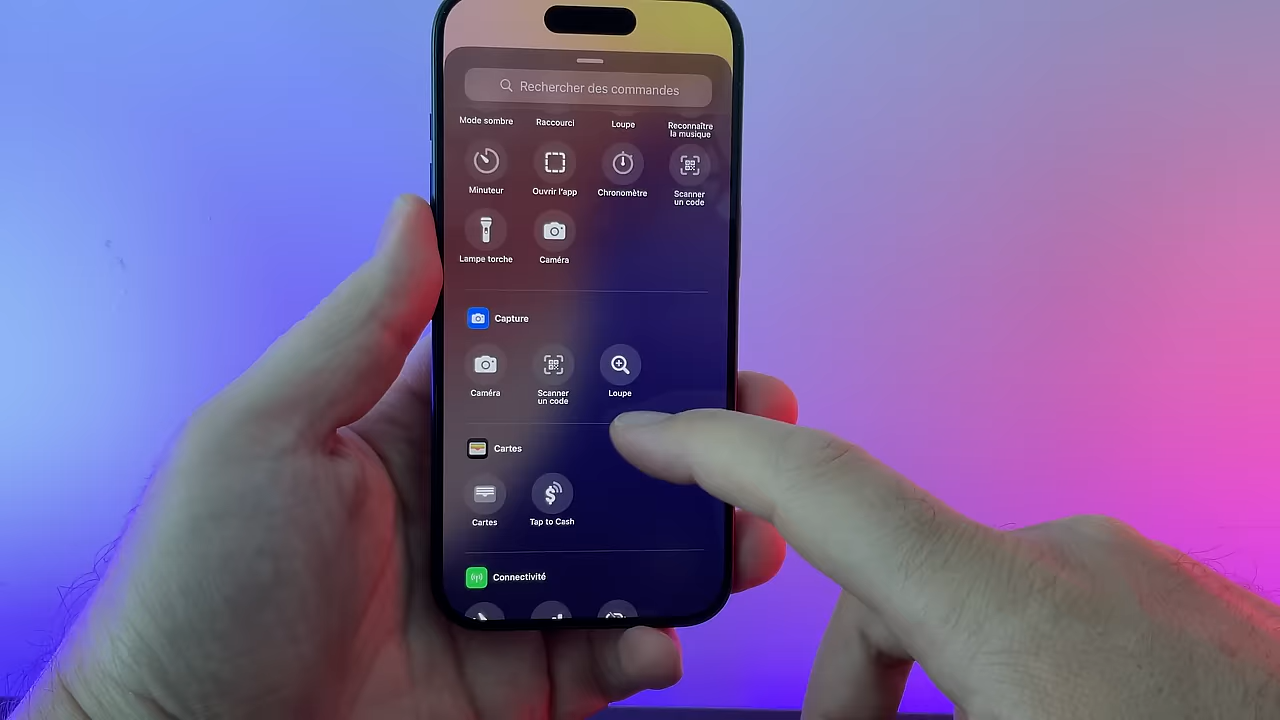 Rechercher des commandes
Mode sombre
Raccourci
Loupe
Reconnaître
la musique
Minuteur
Ouvrir l'app
Chronomètre
Scanner
un code
Lampe torche
Caméra
Capture
Caméra
Scanner
un code
Loupe
Cartes
Cartes
Tap to Cash
Connectivité